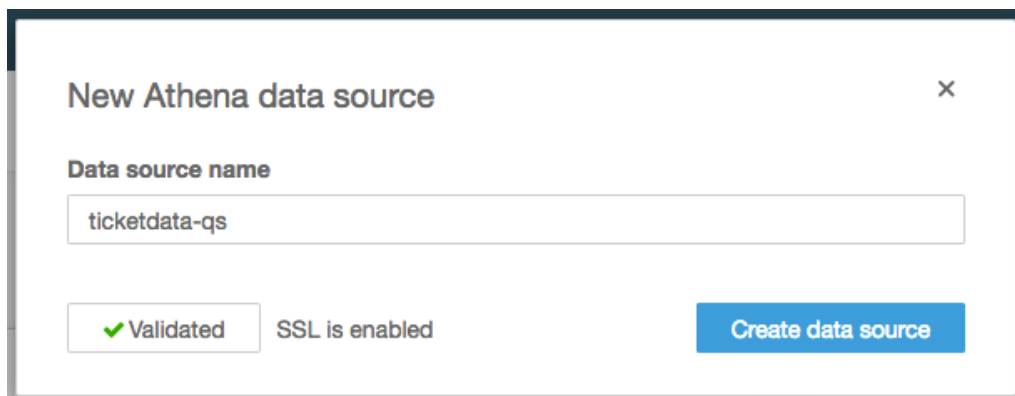 New Athena data source
Data source name
ticketdata-qs
Validated SSL is enabled Create data source